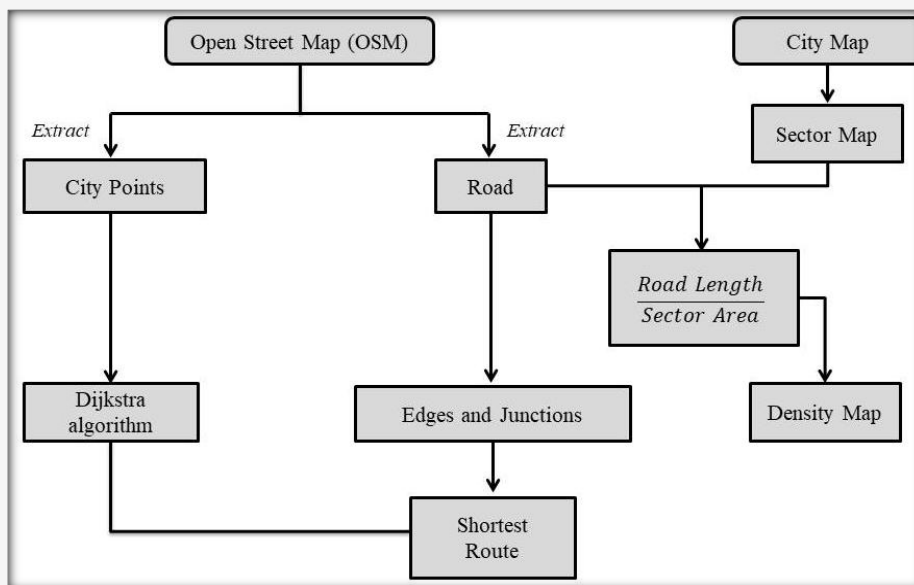 Open Street Map (OSM)
City Map
Extract
Extract
Sector Map
City Points
Road
Road Length
Sector Area
Dijkstra
algorithm
Edges and Junctions
Density Map
Shortest
Route